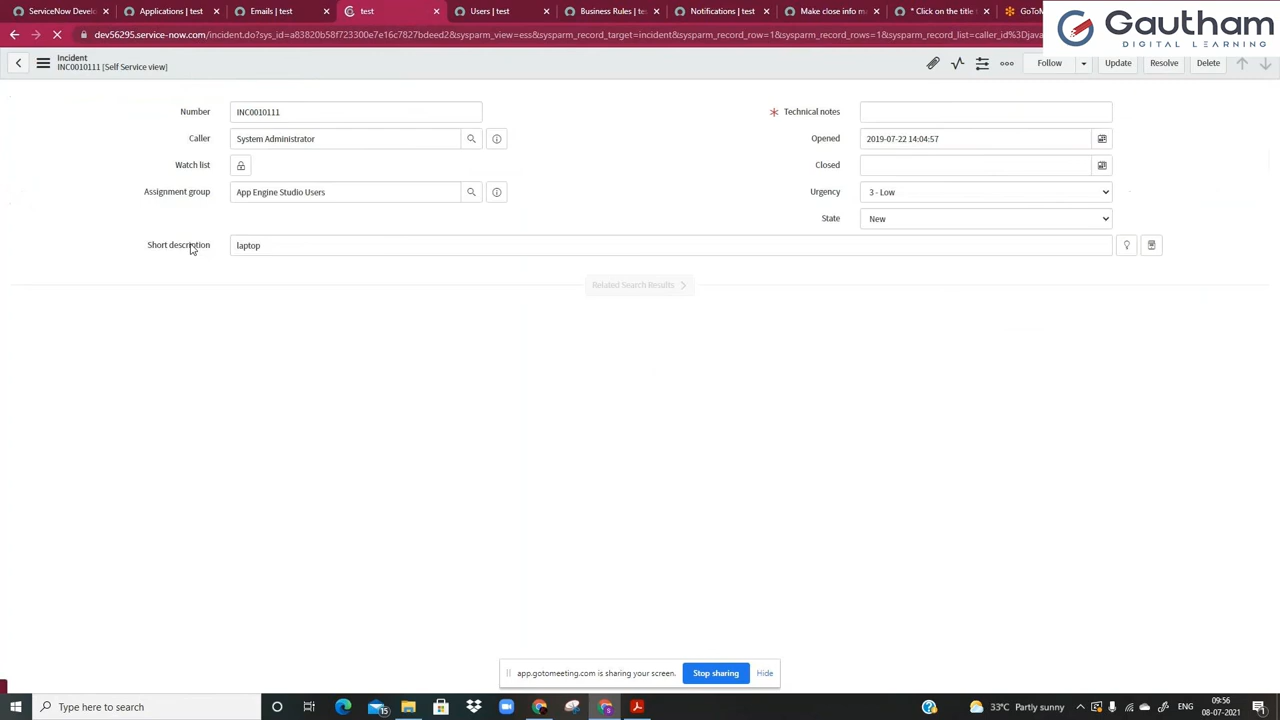 ServiceNow Develo
Applications | test
Emails | test
test
Users | test
Business Rules | te
Notifications | test
Make close info m
* Click on the title l
GoToM
dev56295.service-now.com/incident.do?sys_id=a83820b58f723300e7e16c7827bdeed2&sysparm_view=ess&sysparm_record_target=incident&sysparm_record_row=1&sysparm_record_rows=1&sysparm_record_list=caller_id%3Djava
Gautham
DIGITAL LEARNING
Incident
INC0010111 [Self Service view]
Follow
Update
Resolve
Delete
Number
INC0010111
Technical notes
Caller
System Administrator
Opened
2019-07-22 14:04:57
Watch list
Closed
Assignment group
App Engine Studio Users
Urgency
3 - Low
State
New
Short description
laptop
Related Search Results
app.gotomeeting.com is sharing your screen.
Stop sharing
Hide
Type here to search
15
33°C Partly sunny
09:56
08-07-2021